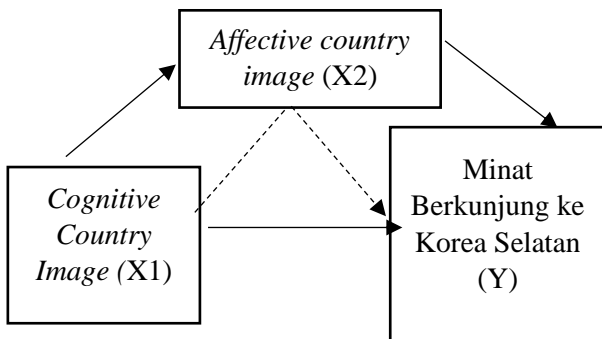 Affective country
image (X2)
Cognitive
Country
Image (X1)
Minat
Berkunjung ke
Korea Selatan
(Y)